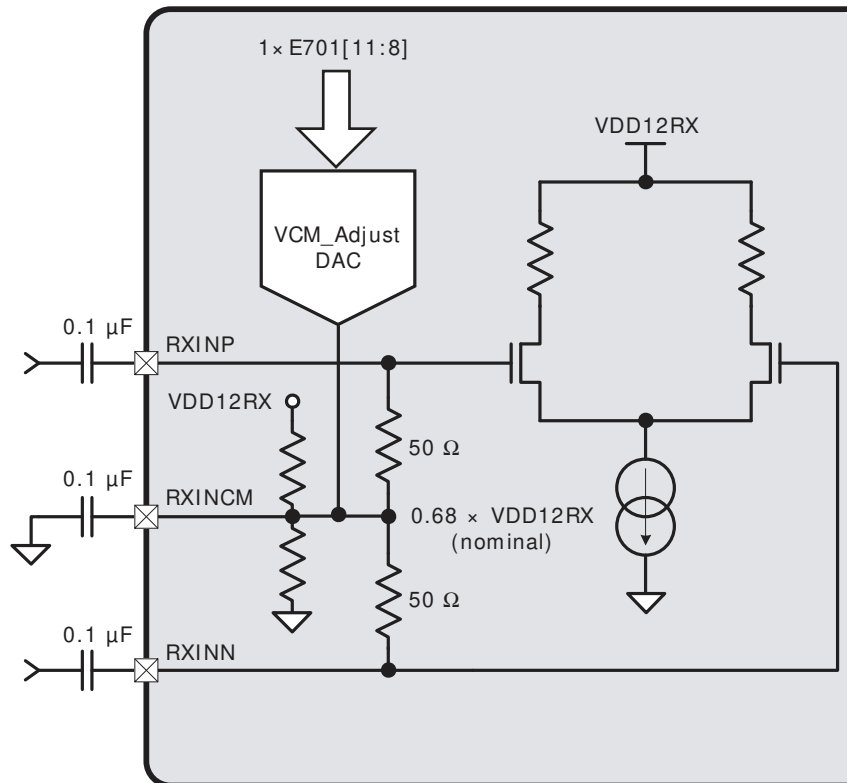 1× E701[11:8]
VDD12RX
VCM_Adjust
DAC
0.1 µF
RXINP
VDD12RX
50 Ω
0.1 µF
RXINCM
0.68 × VDD12RX
(nominal)
50 Ω
0.1 µF
RXINN